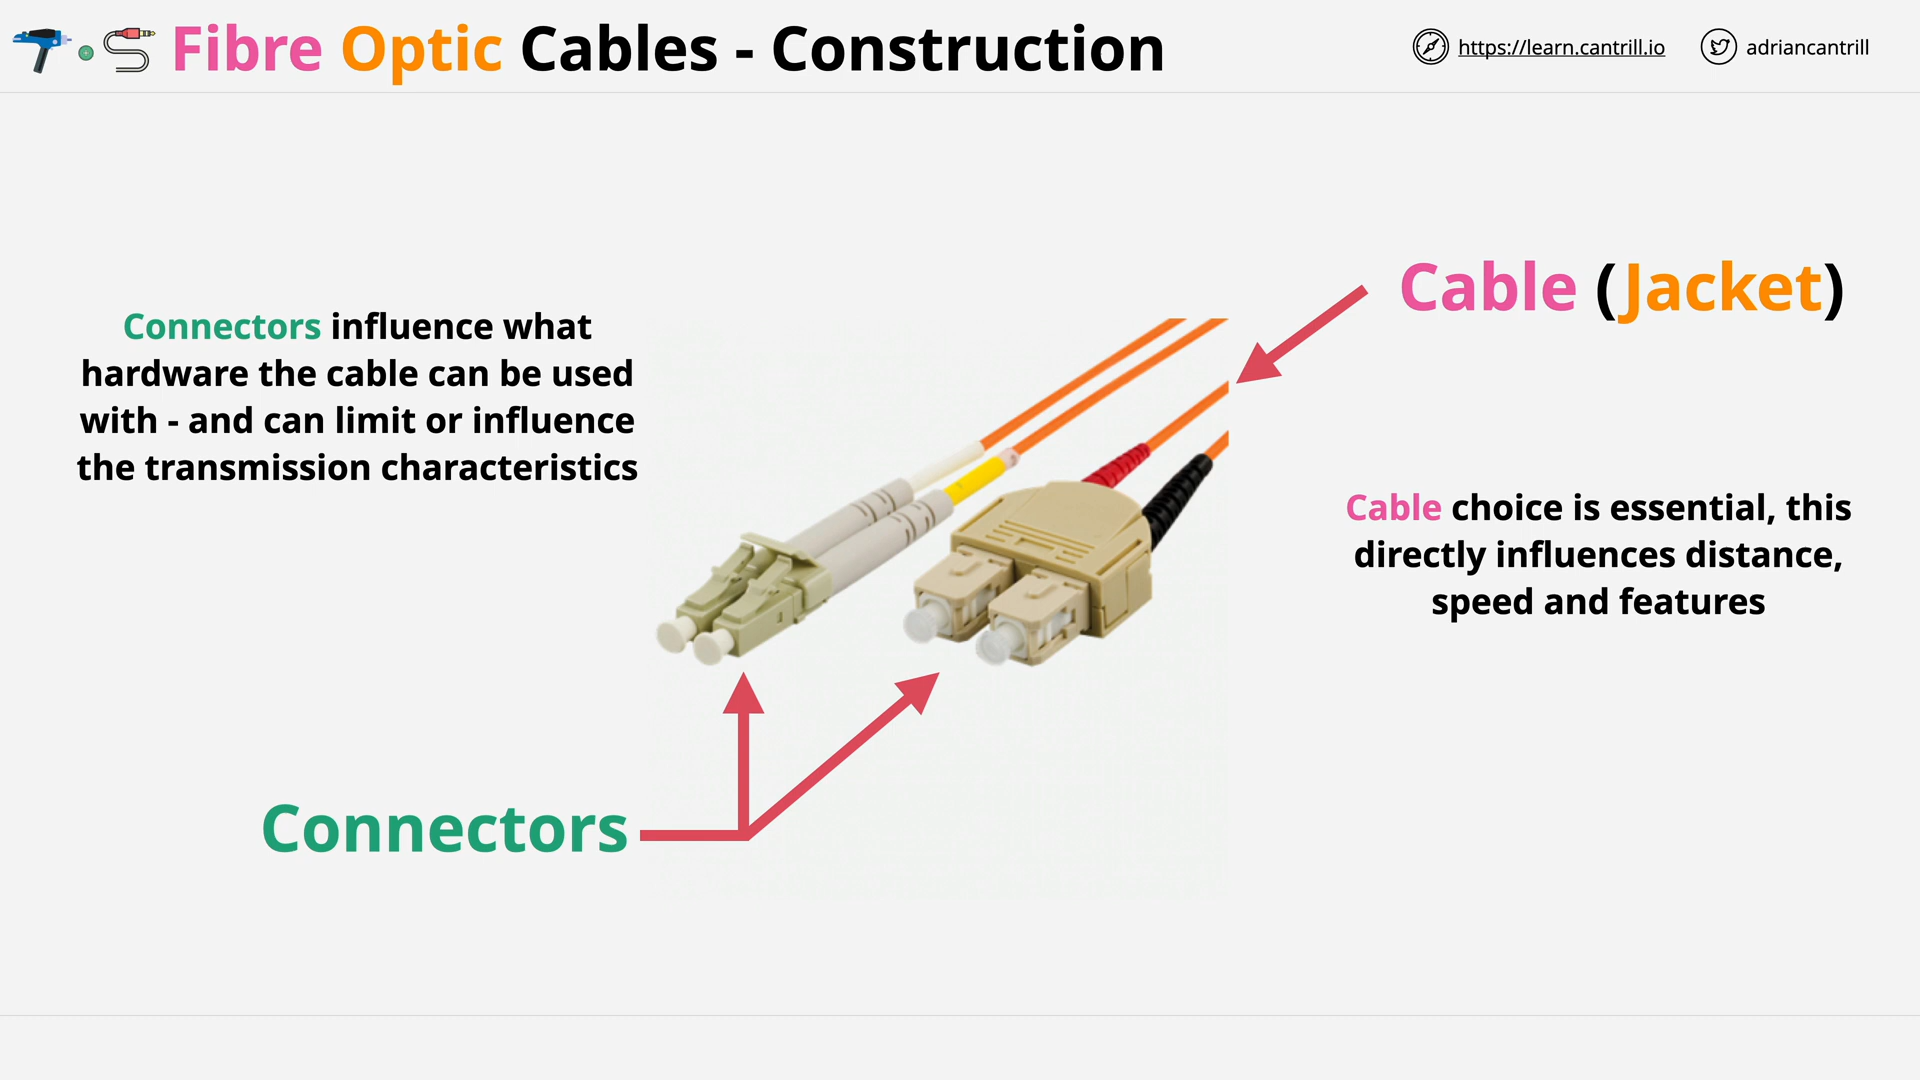 Fibre Optic Cables - Construction
https://learn.cantrill.io
adriancantrill
Cable (Jacket)
Connectors influence what
hardware the cable can be used
with - and can limit or influence
the transmission characteristics
Cable choice is essential, this
directly influences distance,
speed and features
Connectors